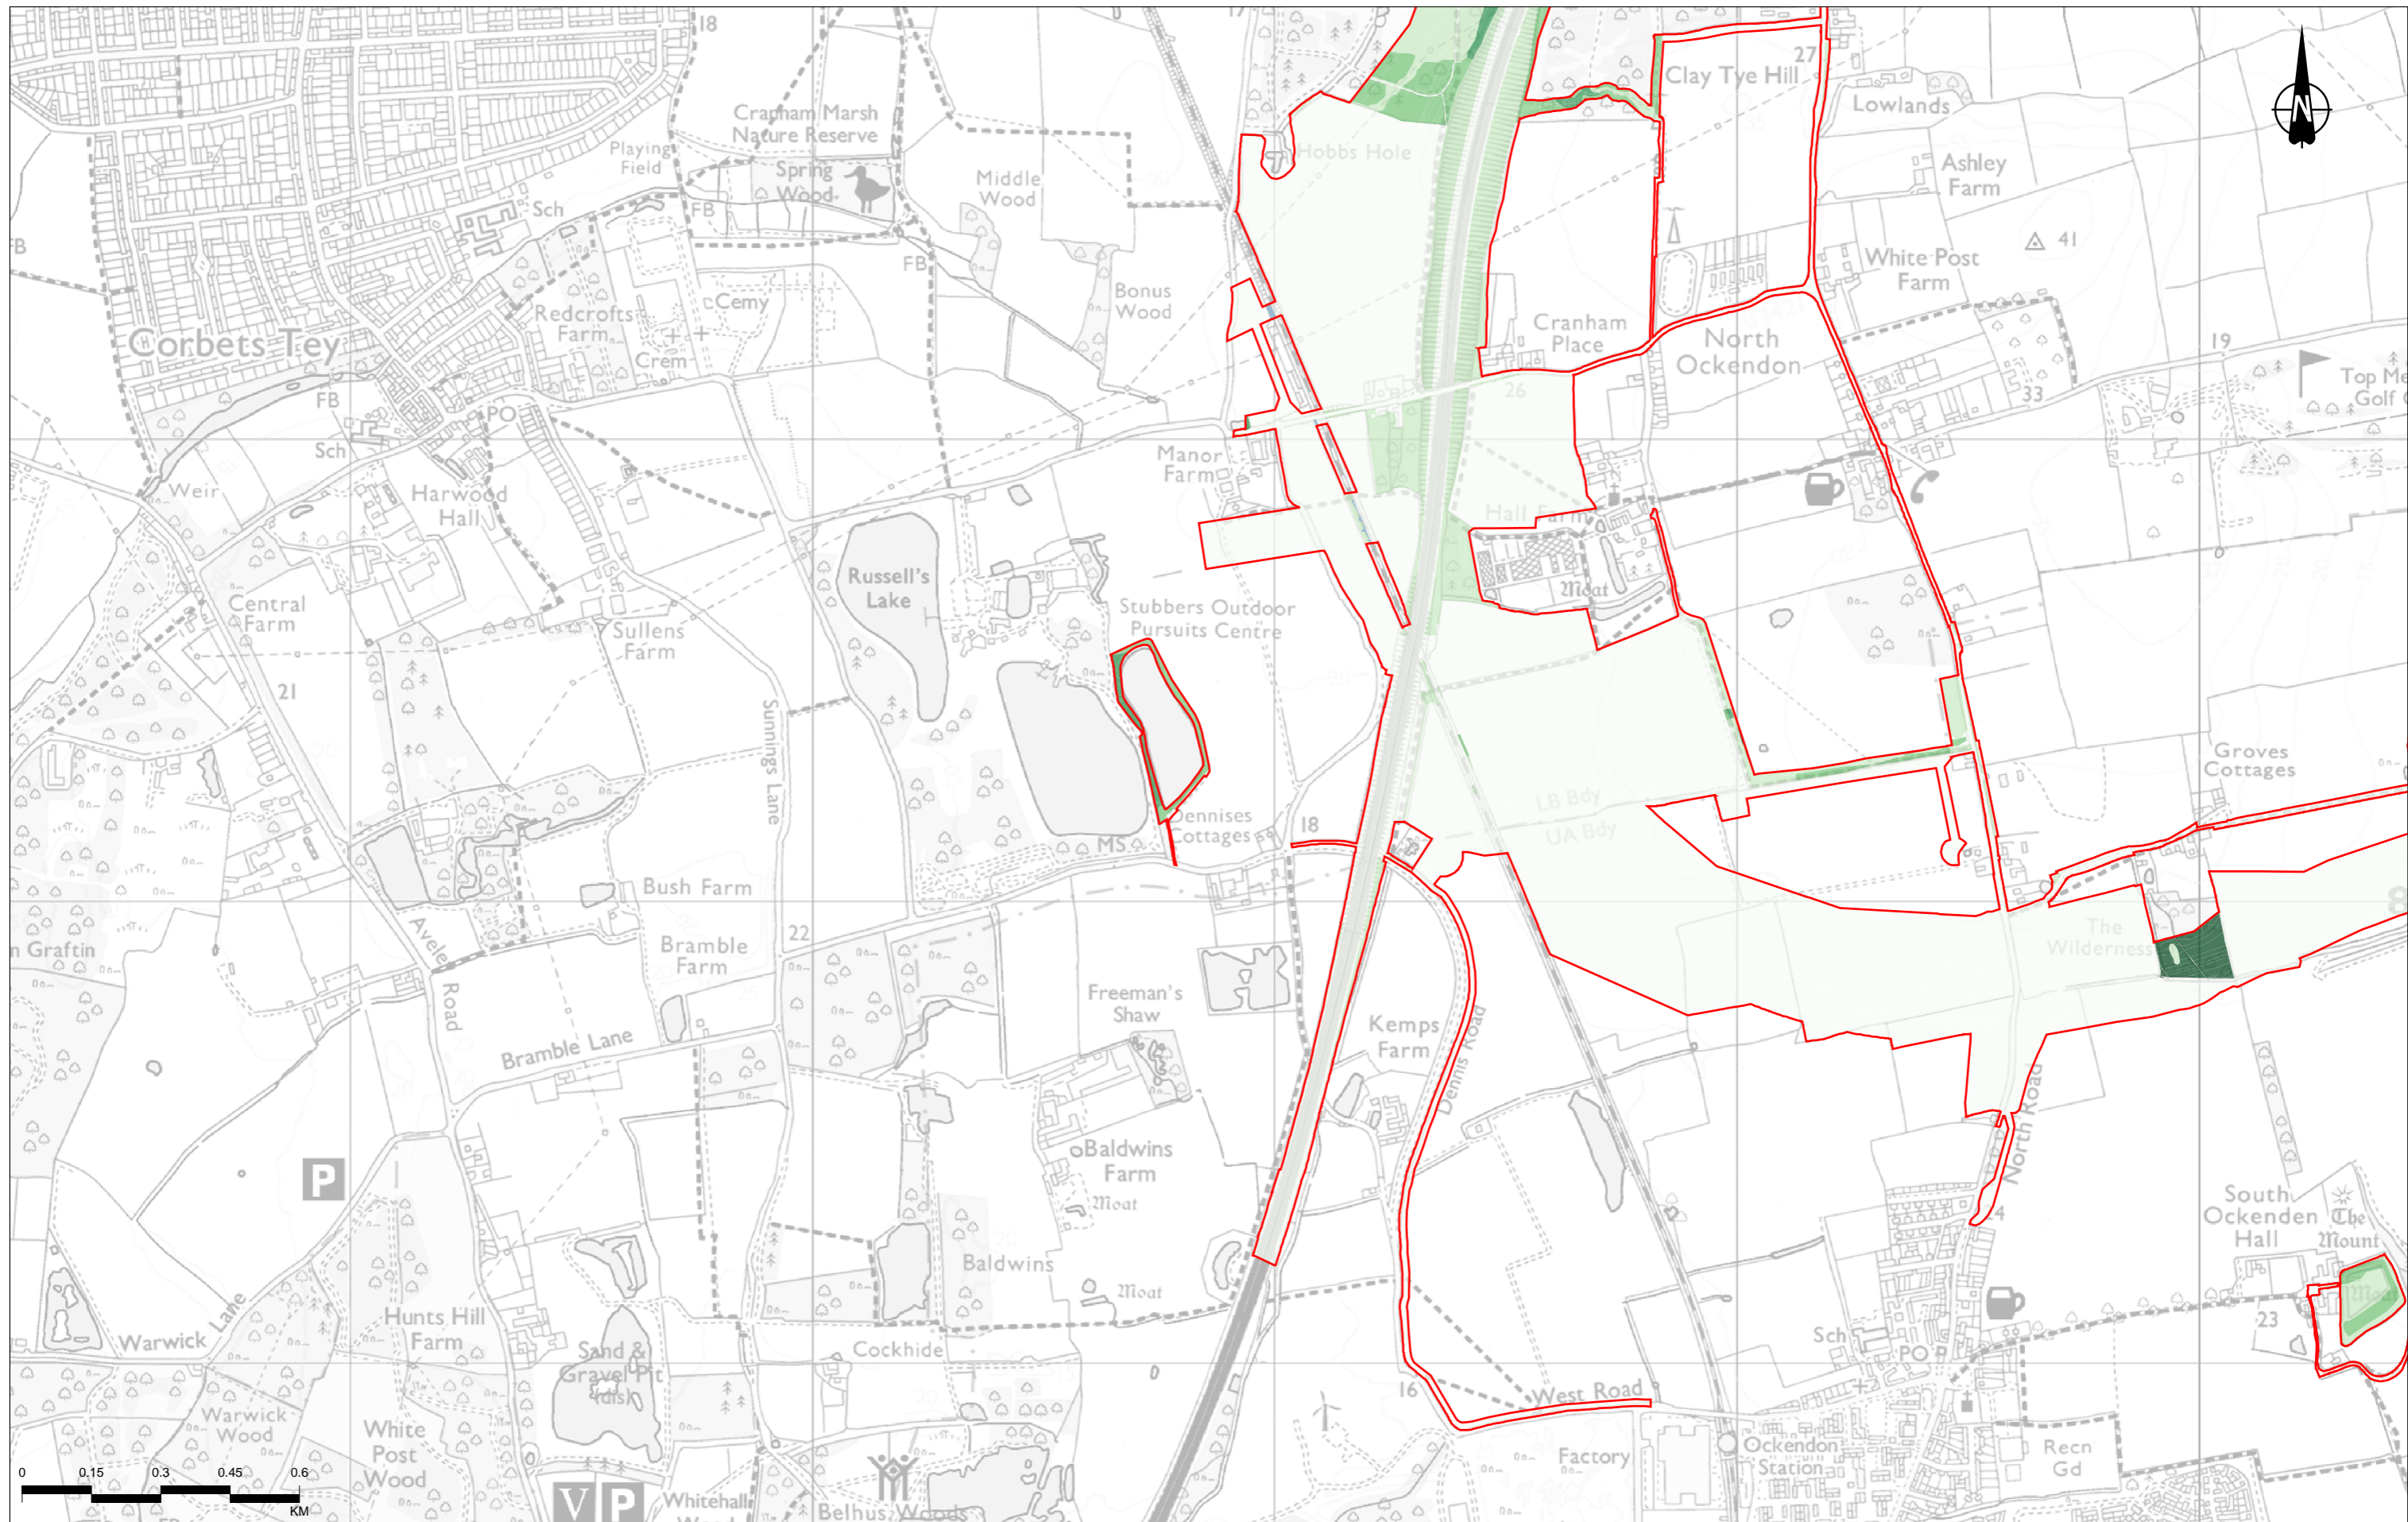 18
17
27
Clay Tye Hill
Lowlands
N
Cranham Marsh
Nature Reserve
Playing
Field
Spring
Wood
Hobbs Hole
Middle
Wood
Ashley
Farm
Sch
FB
FB
FB
41
White Post
Farm
Cemy
Bonus
Wood
Redcrofts
Farm
Corbets Tey
Crem
Cranham
Place
North
Ockendon
19
FB
PO
26
33
Top Me
Golf C
Sch
Manor
Farm
Weir
Harwood
Hall
Hall Farm
Russell's
Lake
Moat
Central
Farm
Stubbers Outdoor
Pursuits Centre
Sullens
Farm
21
Sunnings Lane
Groves
Cottages
LB Bdy
UA Bdy
Dennises
Cottages
18
MS
Bush Farm
8
Aveley
Road
22
The
Wilderness
n Graftin
Bramble
Farm
Freeman's
Shaw
Kemps
Farm
Dennis Road
Bramble Lane
North Road
P
Baldwins
Farm
Moat
24
South
Ockenden
Hall
The
Mount
Baldwins
Moat
Moat
Warwick Lane
Hunts Hill
Farm
23
Sand &
Gravel Pit
(dis)
Cockhide
Sch
PO
P
16
West Road
Warwick
Wood
White
Post
Wood
Factory
Ockendon
Station
Recn
Gd
0 0.15 0.3 0.45 0.6
KM
V P
Whitehall
Wood
Belhus Woods